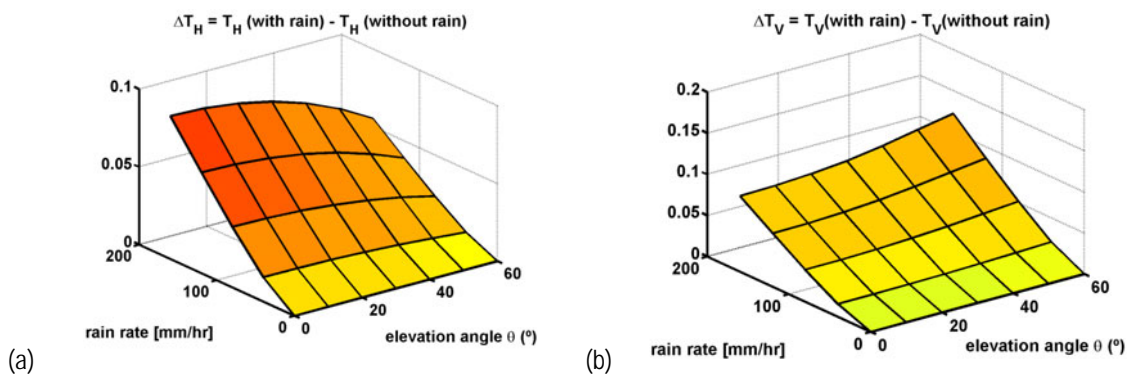 ΔT_H = T_H (with rain) - T_H (without rain)
0.1
0.05
0
200
100
0
rain rate [mm/hr]
0
20
40
60
elevation angle θ (º)
(a)
ΔT_V = T_V(with rain) - T_V(without rain)
0.2
0.15
0.1
0.05
0
200
100
0
rain rate [mm/hr]
0
20
40
60
elevation angle θ (º)
(b)